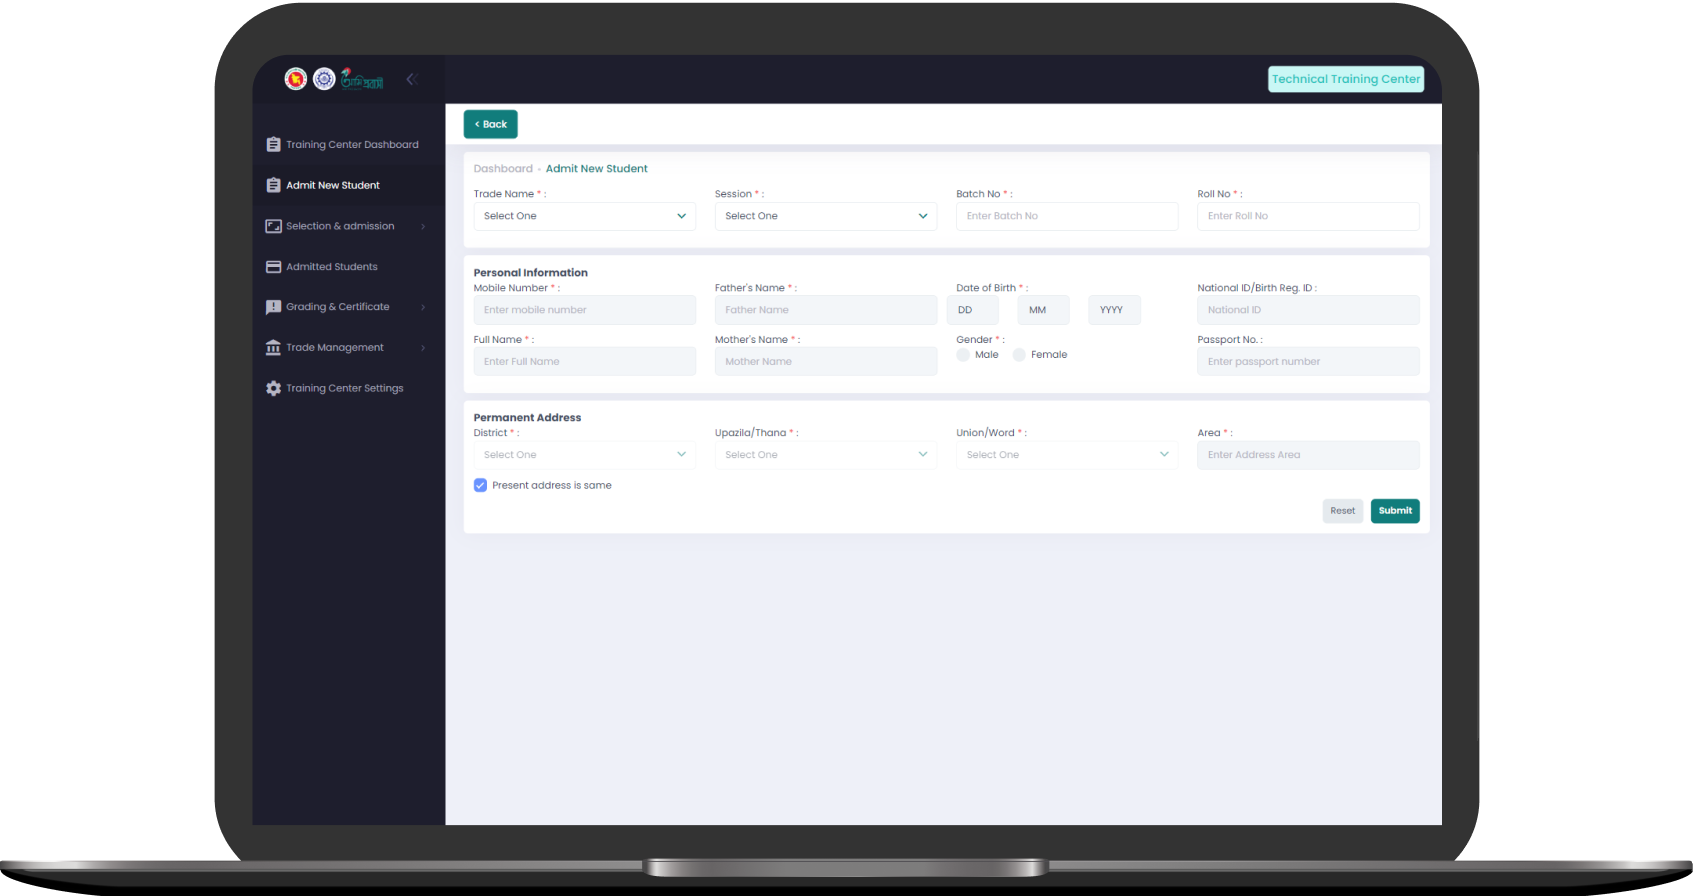 আমি প্রবাসী
Technical Training Center
< Back
Training Center Dashboard
Admit New Student
Selection & admission
Admitted Students
Grading & Certificate
Trade Management
Training Center Settings
Dashboard - Admit New Student
Trade Name * : Session * : Batch No * : Roll No * :
Select One Select One Enter Batch No Enter Roll No
Personal Information
Mobile Number * : Father's Name * : Date of Birth * : National ID/Birth Reg. ID :
Enter mobile number Father Name DD MM YYYY National ID
Full Name * : Mother's Name * : Gender * : Passport No. :
Enter Full Name Mother Name Male Female Enter passport number
Permanent Address
District * : Upazila/Thana * : Union/Word * : Area * :
Select One Select One Select One Enter Address Area
Present address is same
Reset Submit